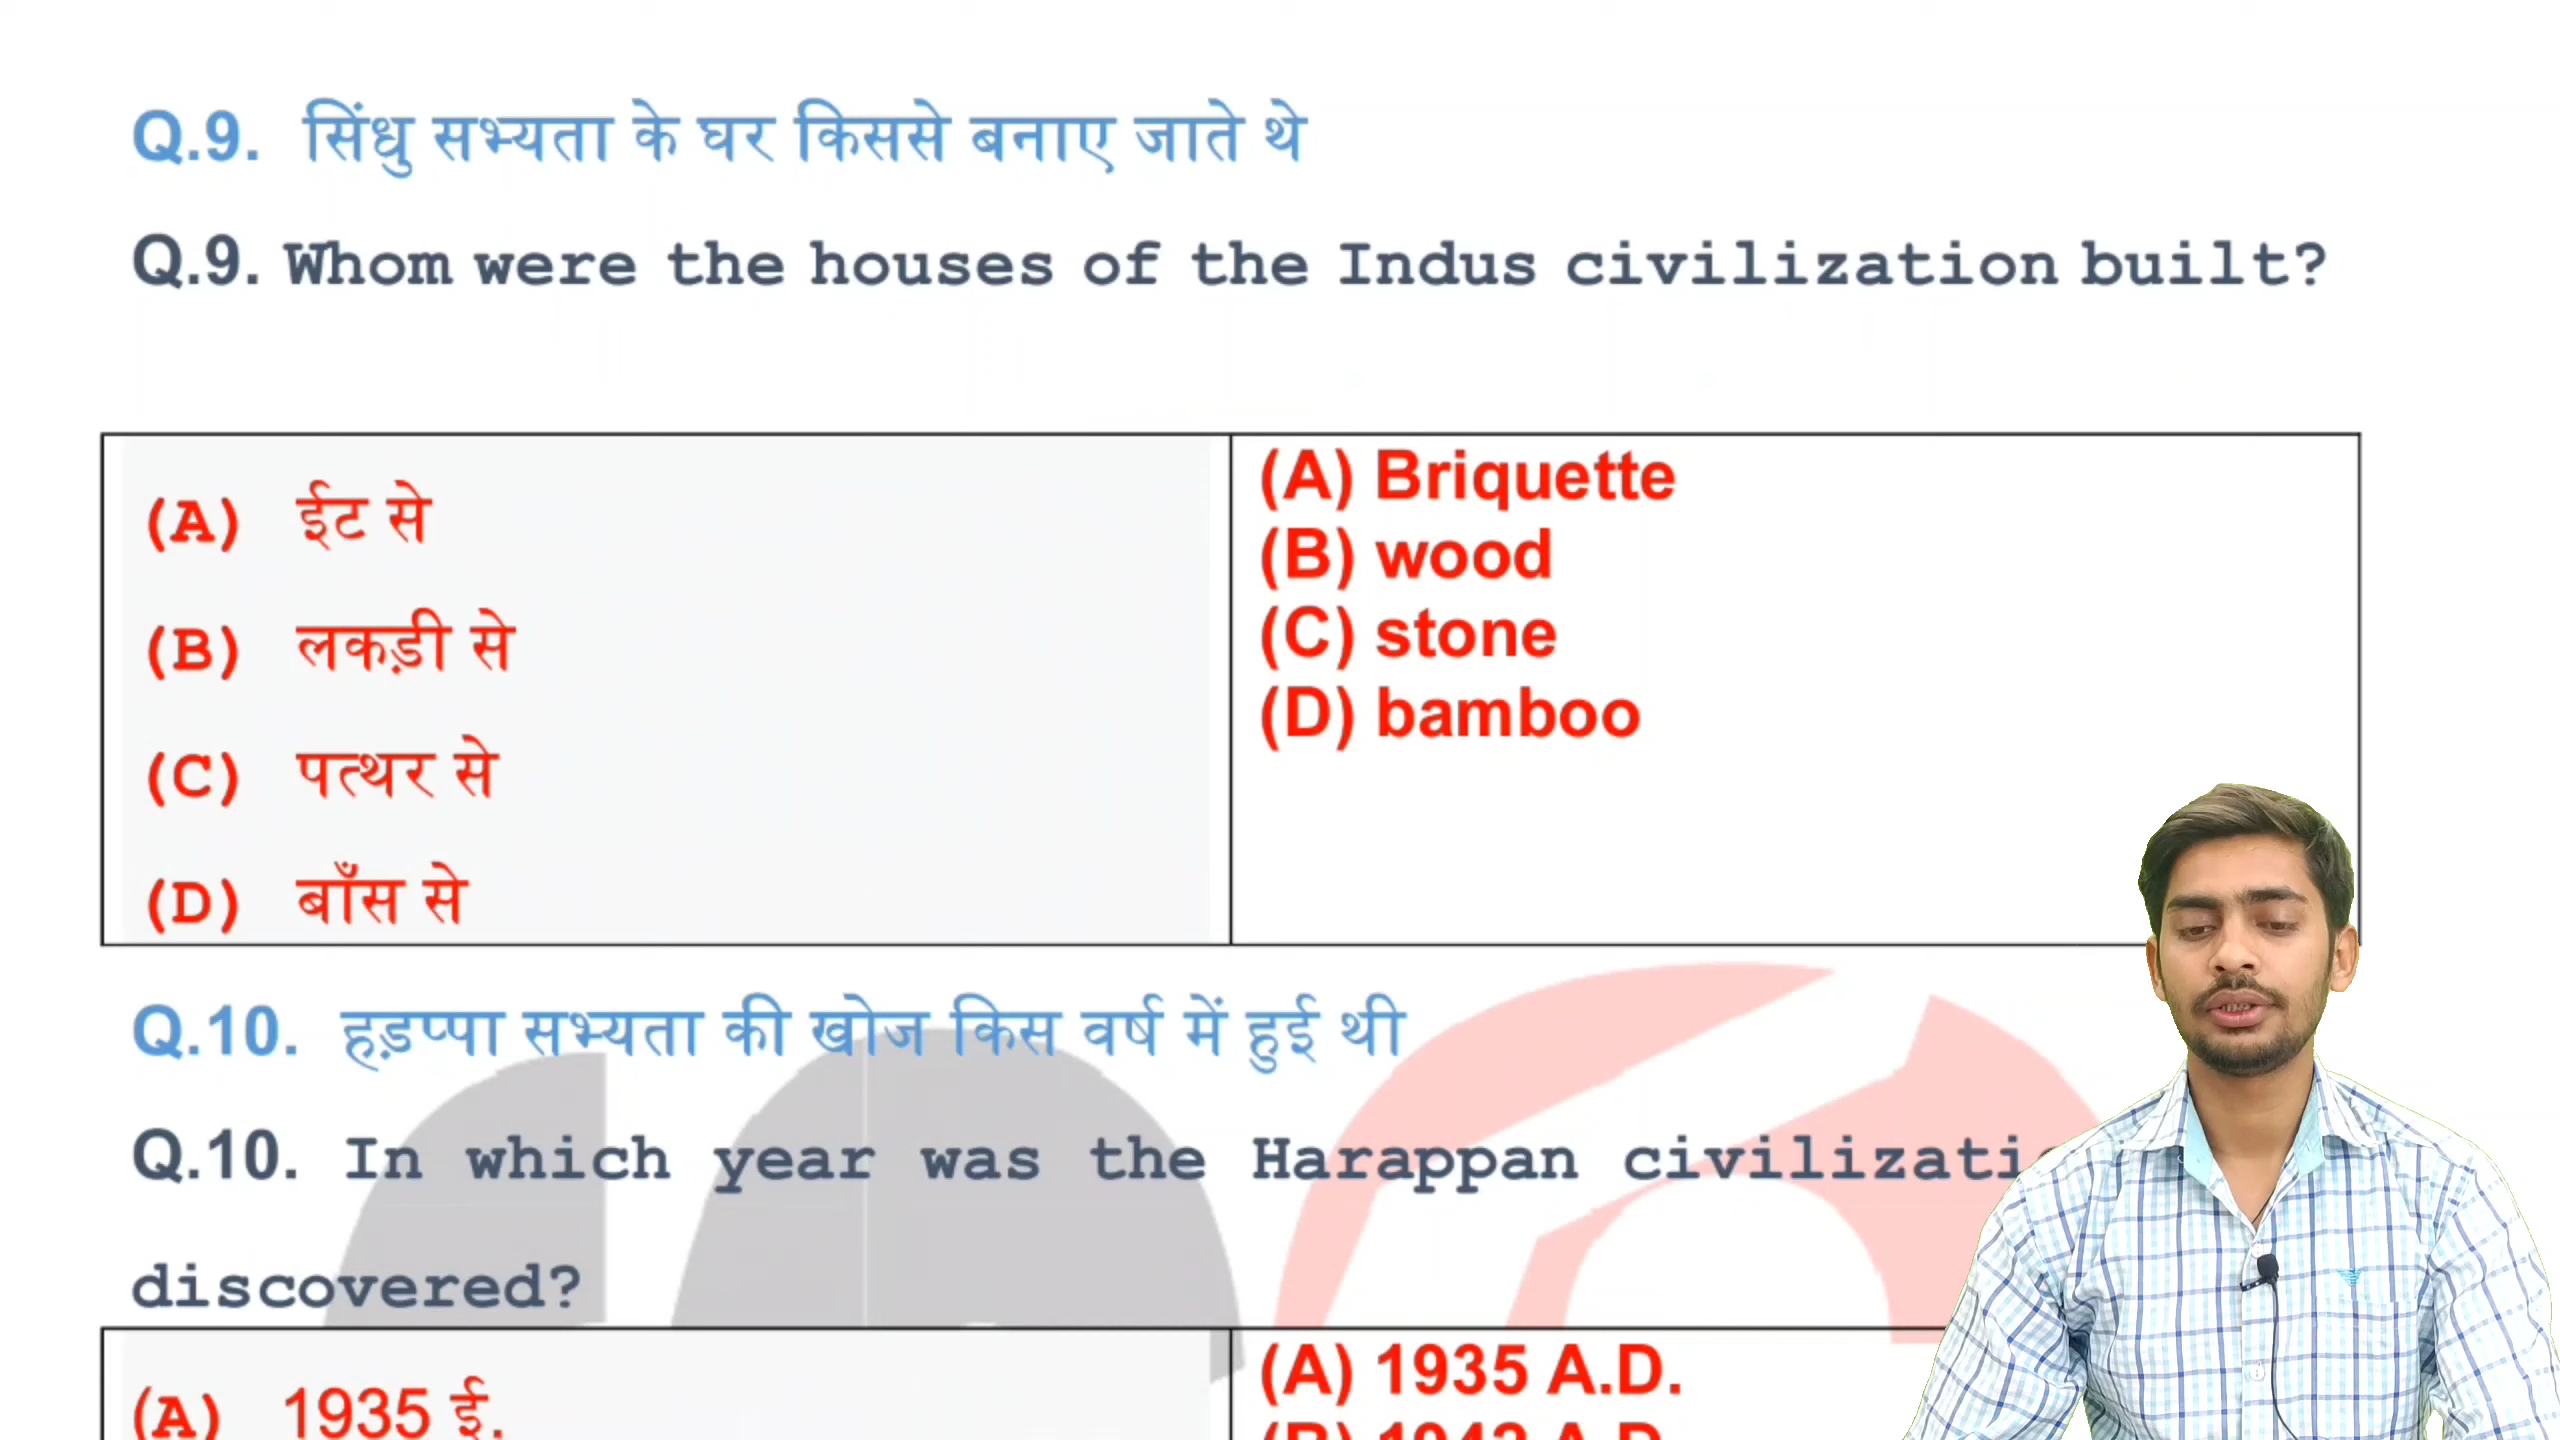 Q.9. सिंधु सभ्यता के घर किससे बनाए जाते थे
Q.9. Whom were the houses of the Indus civilization built?
(A) ईट से
(B) लकड़ी से
(C) पत्थर से
(D) बाँस से
(A) Briquette
(B) wood
(C) stone
(D) bamboo
Q.10. हड़प्पा सभ्यता की खोज किस वर्ष में हुई थी
Q.10. In which year was the Harappan
discovered?
(A) 1935 ई.
(A) 1935 A.D.